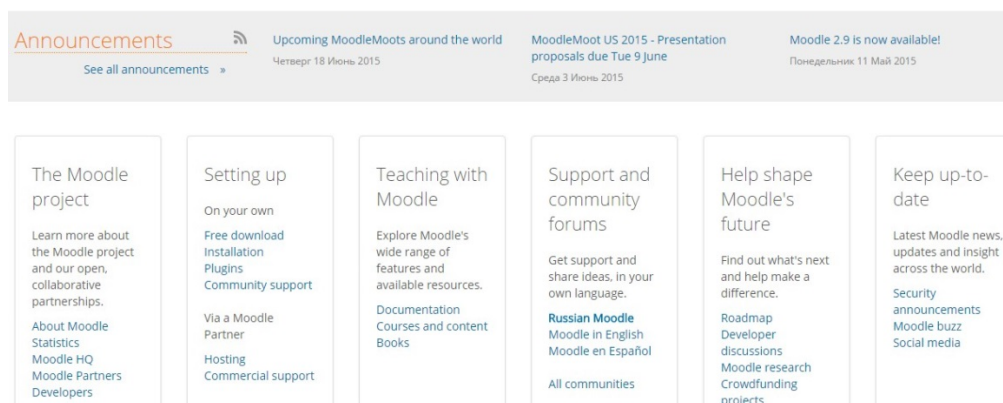 Announcements
See all announcements »
Upcoming MoodleMoots around the world
Четверг 18 Июнь 2015
MoodleMoot US 2015 - Presentation
proposals due Tue 9 June
Среда 3 Июнь 2015
Moodle 2.9 is now available!
Понедельник 11 Май 2015
The Moodle
project
Learn more about
the Moodle project
and our open,
collaborative
partnerships.
About Moodle
Statistics
Moodle HQ
Moodle Partners
Developers
Setting up
On your own
Free download
Installation
Plugins
Community support
Via a Moodle
Partner
Hosting
Commercial support
Teaching with
Moodle
Explore Moodle's
wide range of
features and
available resources.
Documentation
Courses and content
Books
Support and
community
forums
Get support and
share ideas, in your
own language.
Russian Moodle
Moodle in English
Moodle en Español
All communities
Help shape
Moodle's
future
Find out what's next
and help make a
difference.
Roadmap
Developer
discussions
Moodle research
Crowdfunding
projects
Keep up-to-
date
Latest Moodle news,
updates and insight
across the world.
Security
announcements
Moodle buzz
Social media